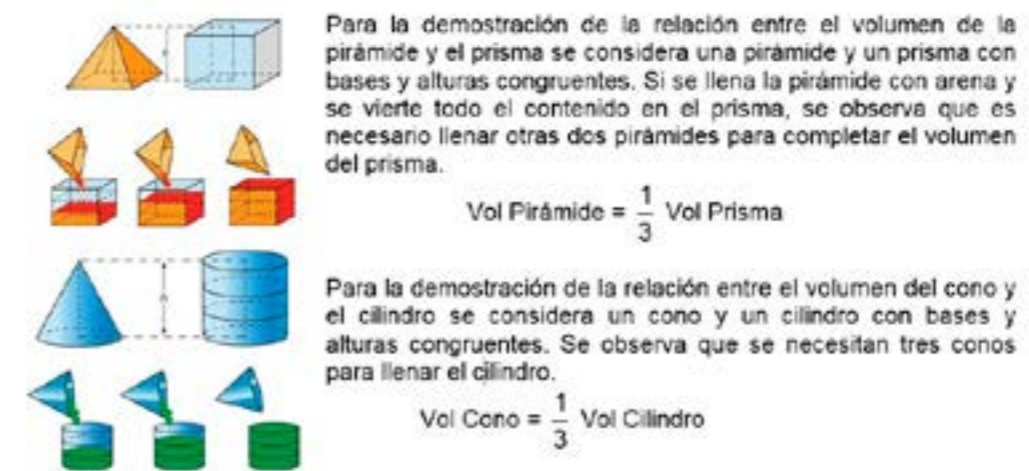 Para la demostración de la relación entre el volumen de la
pirámide y el prisma se considera una pirámide y un prisma con
bases y alturas congruentes. Si se llena la pirámide con arena y
se vierte todo el contenido en el prisma, se observa que es
necesario llenar otras dos pirámides para completar el volumen
del prisma.
Vol Pirámide = 1/3 Vol Prisma
Para la demostración de la relación entre el volumen del cono y
el cilindro se considera un cono y un cilindro con bases y
alturas congruentes. Se observa que se necesitan tres conos
para llenar el cilindro.
Vol Cono = 1/3 Vol Cilindro